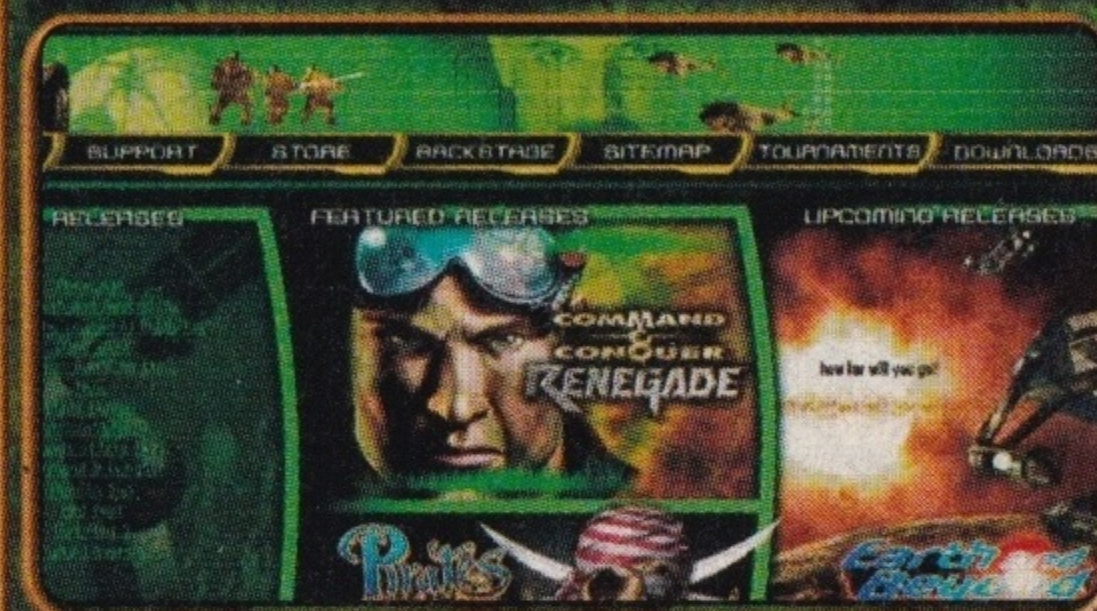 SUPPORT
STORE
BACKSTAGE
SITEMAP
TOURNAMENTS
DOWNLOADS
RELEASES
FEATURED RELEASES
UPCOMING RELEASES
COMMAND
&
CONQUER
RENEGADE
how far will you go?
Pirates
Earth and
Beyond